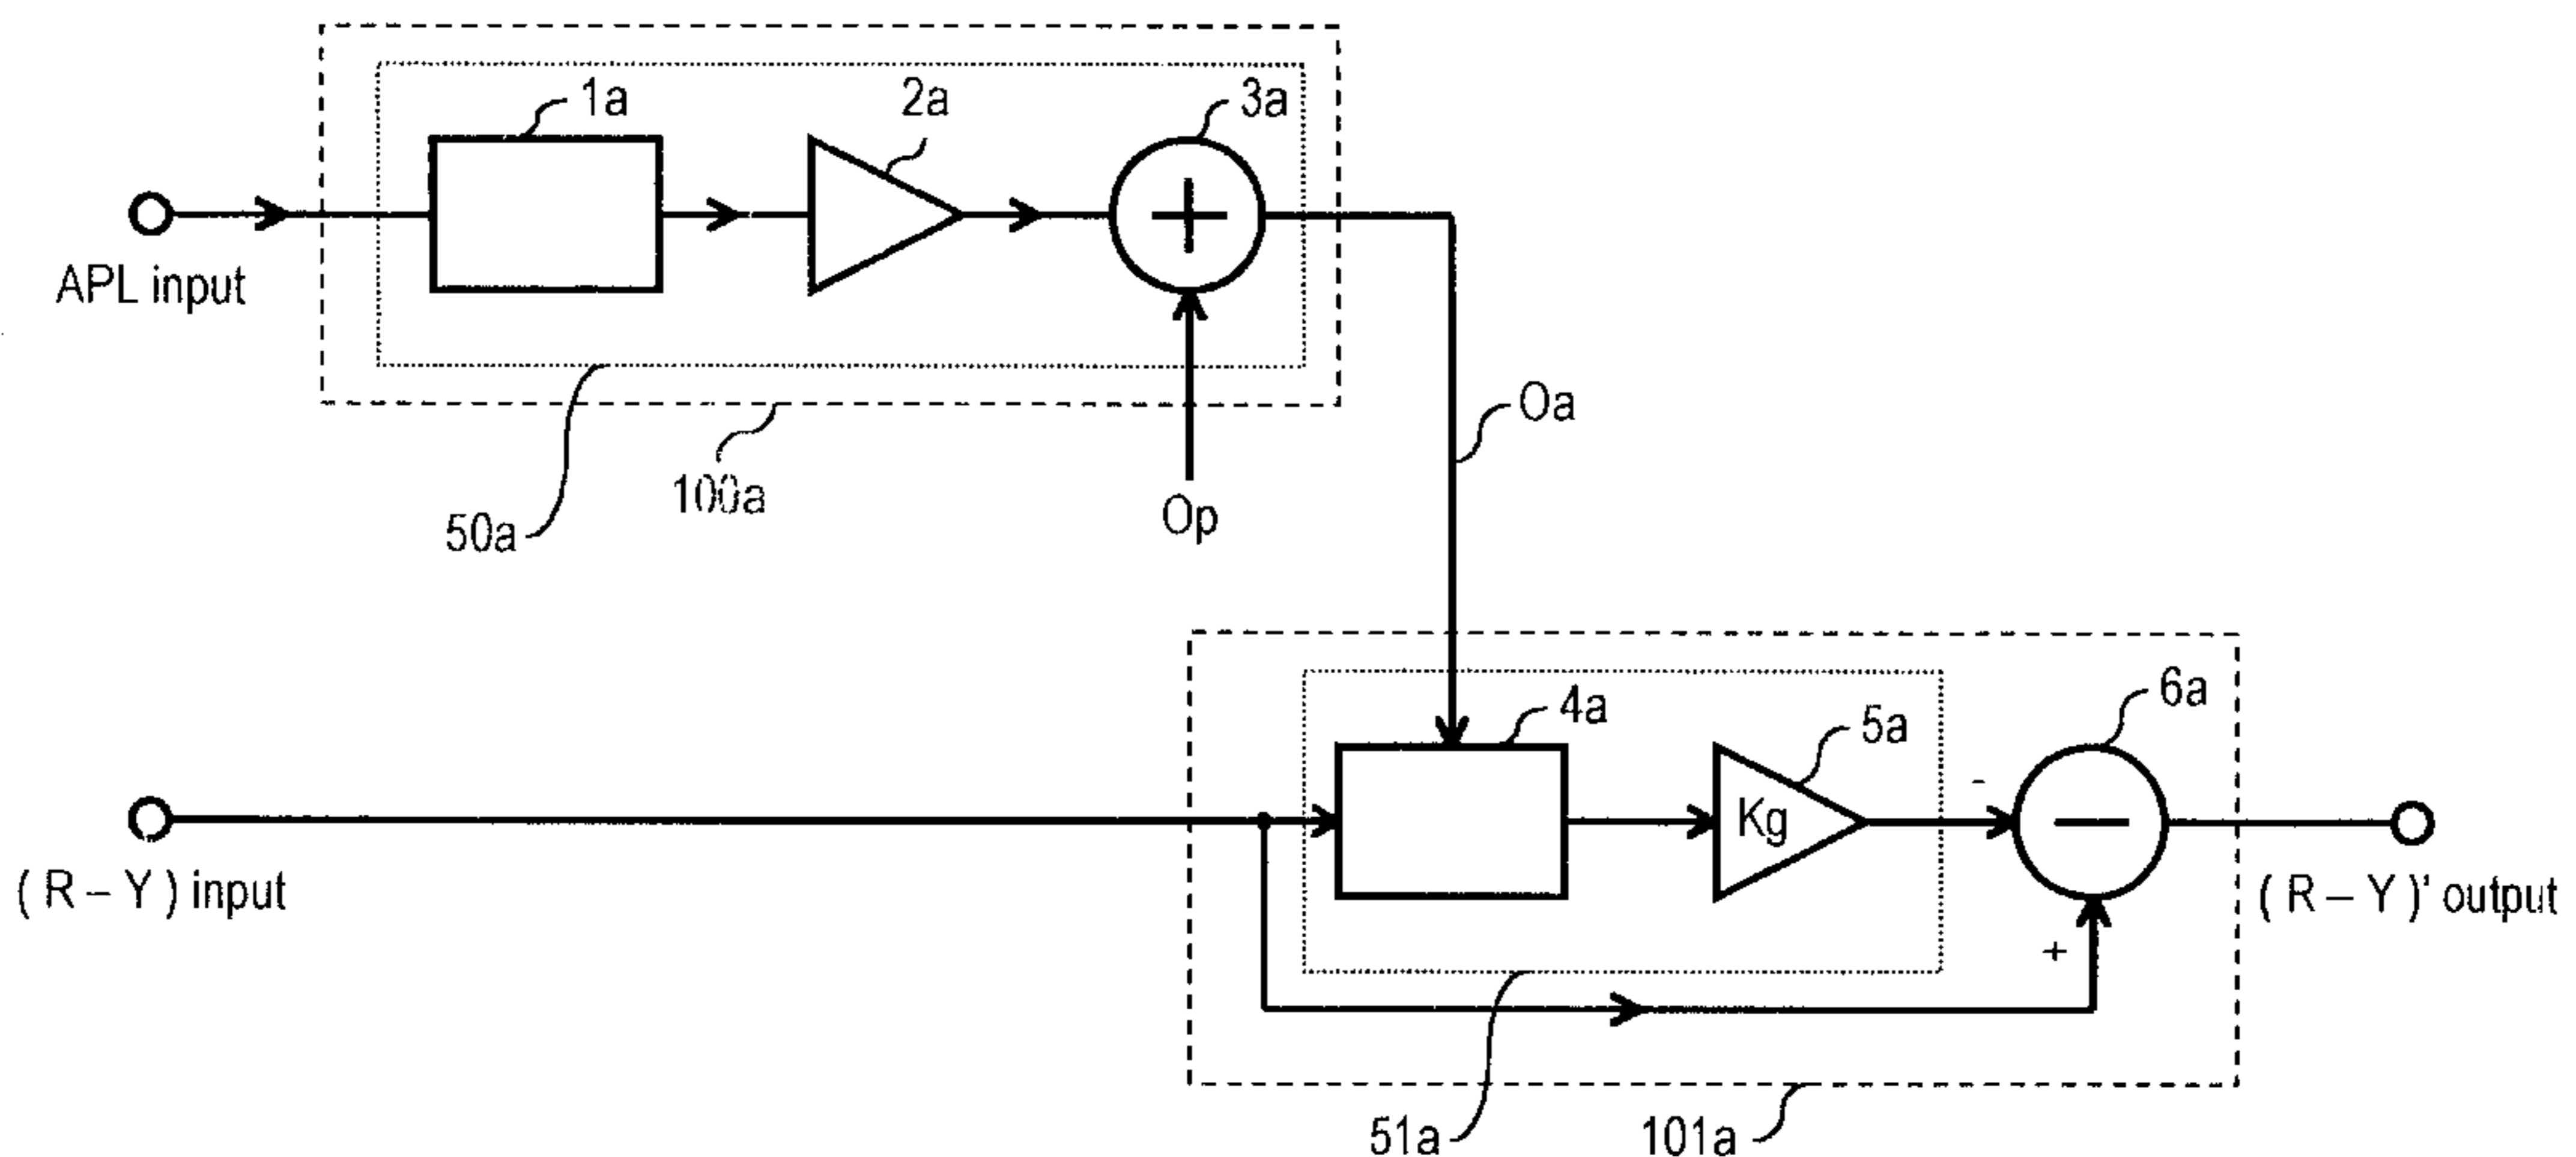 1a
2a
3a
APL input
Oa
100a
50a
Op
4a
5a
6a
-
Kg
( R – Y ) input
( R – Y )' output
+
51a
101a